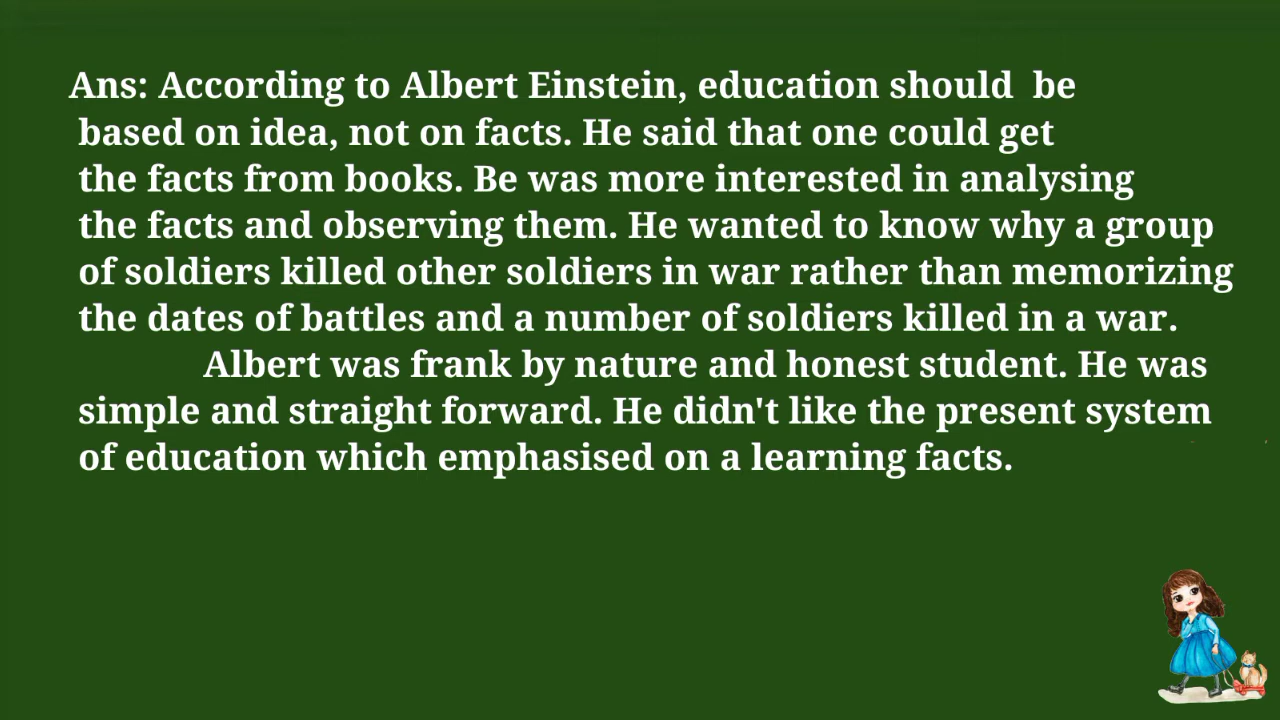 Ans: According to Albert Einstein, education should  be
based on idea, not on facts. He said that one could get
the facts from books. Be was more interested in analysing
the facts and observing them. He wanted to know why a group
of soldiers killed other soldiers in war rather than memorizing
the dates of battles and a number of soldiers killed in a war.
Albert was frank by nature and honest student. He was
simple and straight forward. He didn't like the present system
of education which emphasised on a learning facts.